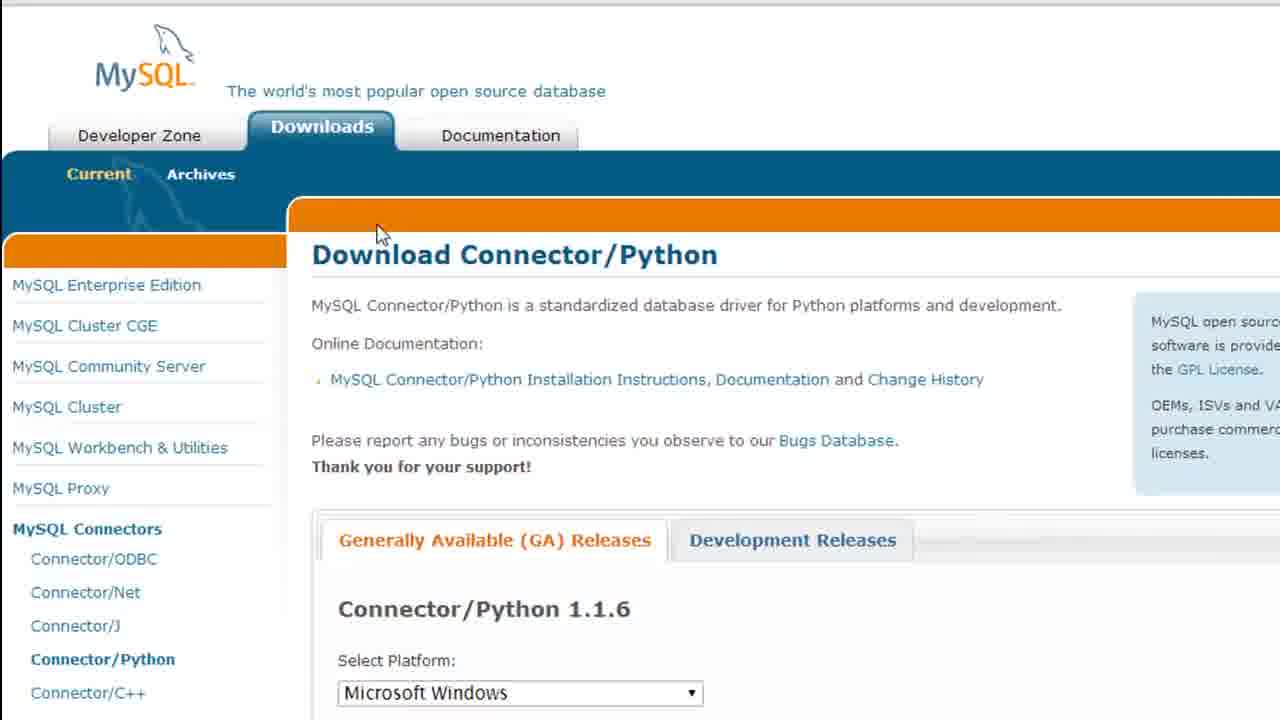 MySQL
The world's most popular open source database
Developer Zone
Downloads
Documentation
Current
Archives
Download Connector/Python
MySQL Enterprise Edition
MySQL Cluster CGE
MySQL Community Server
MySQL Cluster
MySQL Workbench & Utilities
MySQL Proxy
MySQL Connectors
Connector/ODBC
Connector/Net
Connector/J
Connector/Python
Connector/C++
MySQL Connector/Python is a standardized database driver for Python platforms and development.
Online Documentation:
MySQL Connector/Python Installation Instructions, Documentation and Change History
Please report any bugs or inconsistencies you observe to our Bugs Database.
Thank you for your support!
Generally Available (GA) Releases
Development Releases
Connector/Python 1.1.6
Select Platform:
Microsoft Windows
MySQL open source
software is provide
the GPL License.
OEMs, ISVs and VA
purchase commerc
licenses.